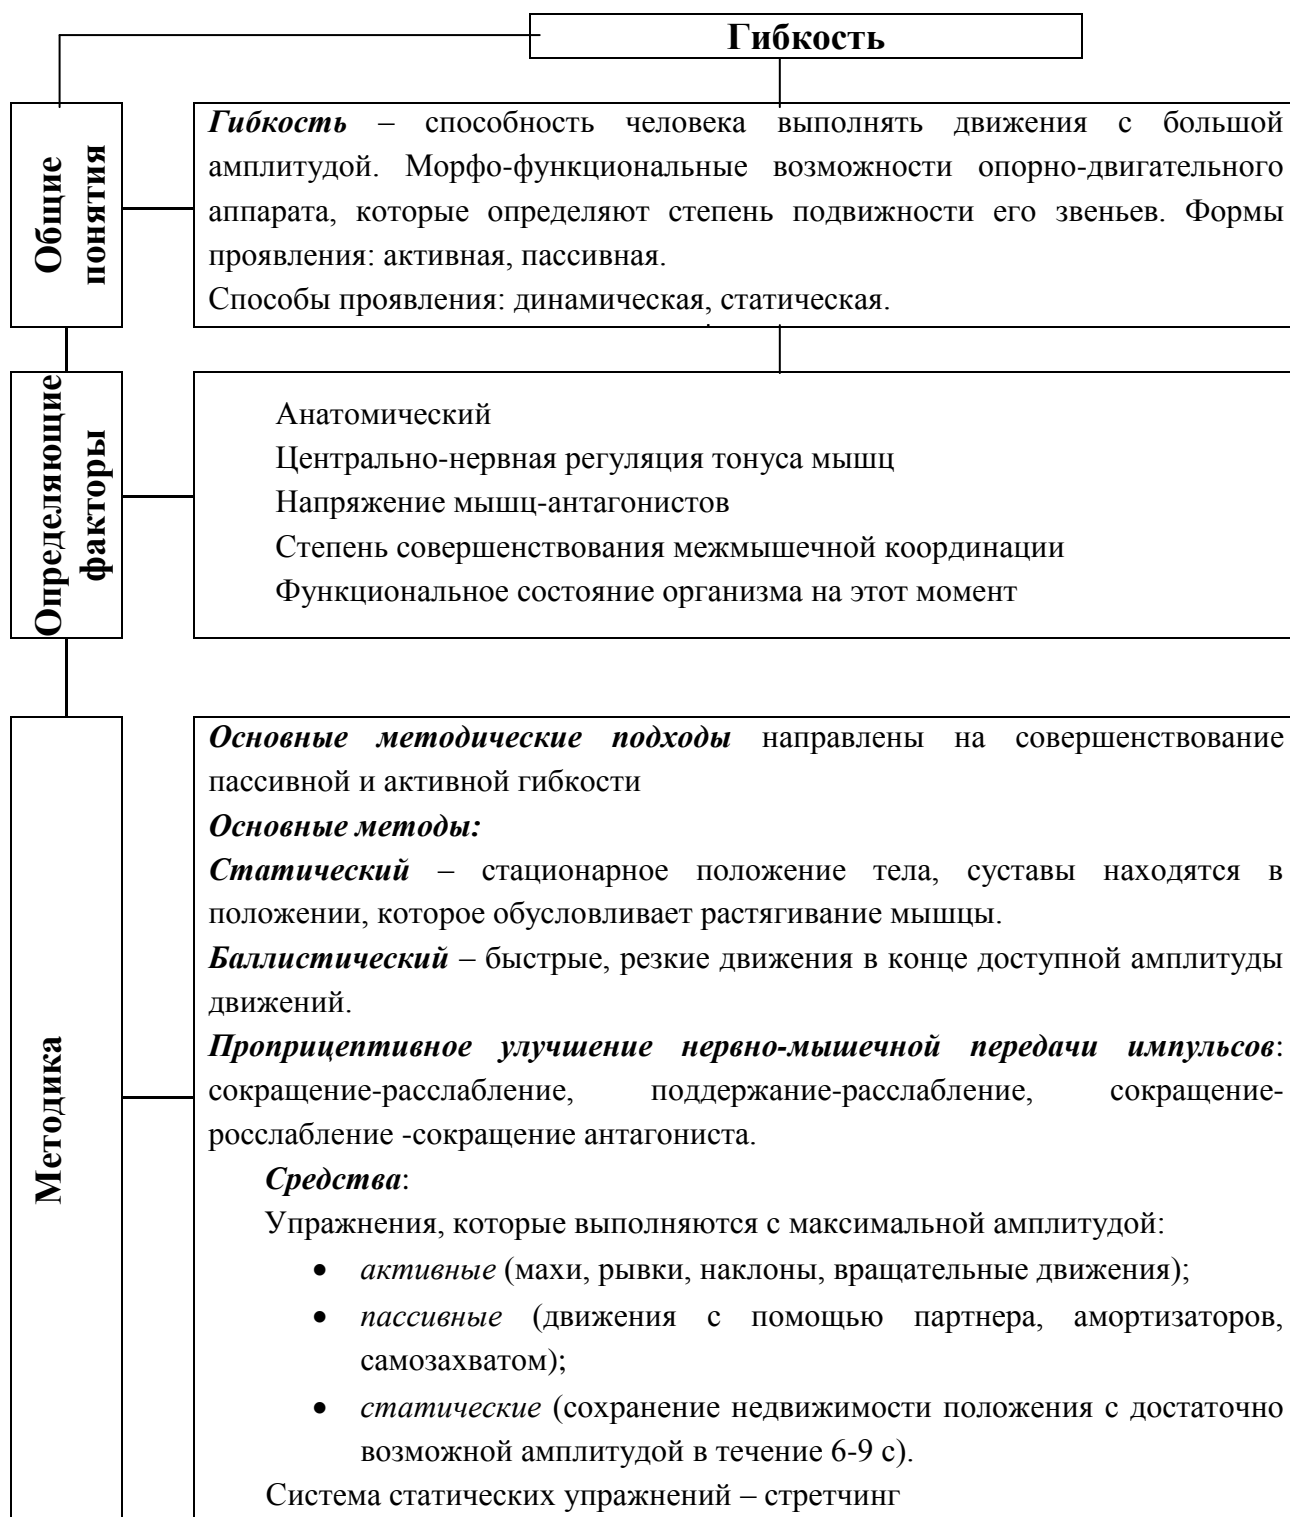 Гибкость
Общие
понятия
Гибкость – способность человека выполнять движения с большой
амплитудой. Морфо-функциональные возможности опорно-двигательного
аппарата, которые определяют степень подвижности его звеньев. Формы
проявления: активная, пассивная.
Способы проявления: динамическая, статическая.
Определяющие
факторы
Анатомический
Центрально-нервная регуляция тонуса мышц
Напряжение мышц-антагонистов
Степень совершенствования межмышечной координации
Функциональное состояние организма на этот момент
Методика
Основные методические подходы направлены на совершенствование
пассивной и активной гибкости
Основные методы:
Статический – стационарное положение тела, суставы находятся в
положении, которое обусловливает растягивание мышцы.
Баллистический – быстрые, резкие движения в конце доступной амплитуды
движений.
Проприцептивное улучшение нервно-мышечной передачи импульсов:
сокращение-расслабление, поддержание-расслабление, сокращение-
росслабление -сокращение антагониста.
Средства:
Упражнения, которые выполняются с максимальной амплитудой:
• активные (махи, рывки, наклоны, вращательные движения);
• пассивные (движения с помощью партнера, амортизаторов,
самозахватом);
• статические (сохранение недвижимости положения с достаточно
возможной амплитудой в течение 6-9 с).
Система статических упражнений – стретчинг